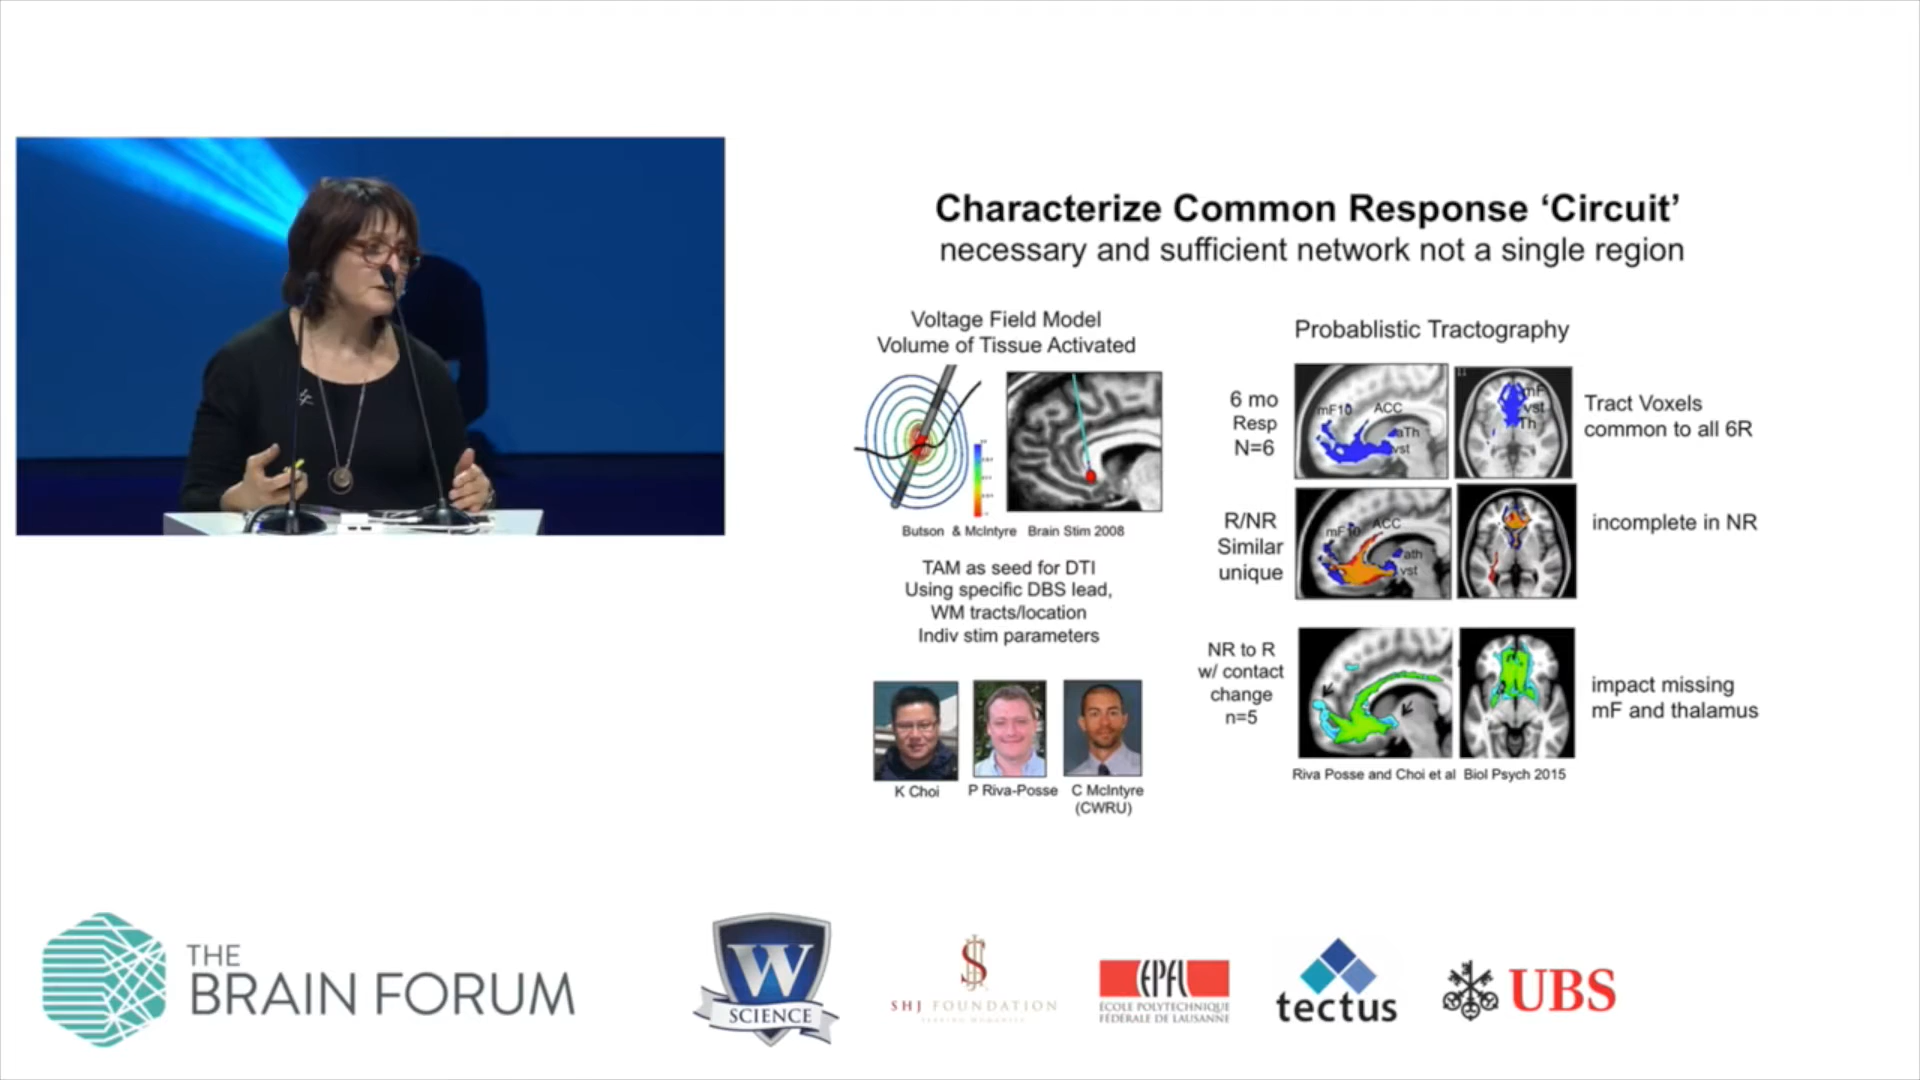 Characterize Common Response ‘Circuit’
necessary and sufficient network not a single region
Voltage Field Model
Volume of Tissue Activated
Butson & McIntyre Brain Stim 2008
TAM as seed for DTI
Using specific DBS lead,
WM tracts/location
Indiv stim parameters
K Choi
P Riva-Posse
C McIntyre
(CWRU)
Probablistic Tractography
6 mo
Resp
N=6
mF10 ACC
aTh
vst
mF
vst
Th
Tract Voxels
common to all 6R
R/NR
Similar
unique
mF10 ACC
ath
vst
incomplete in NR
NR to R
w/ contact
change
n=5
impact missing
mF and thalamus
Riva Posse and Choi et al Biol Psych 2015
THE
BRAIN FORUM
W
SCIENCE
SHJ FOUNDATION
EPFL
ÉCOLE POLYTECHNIQUE
FÉDÉRALE DE LAUSANNE
tectus
UBS